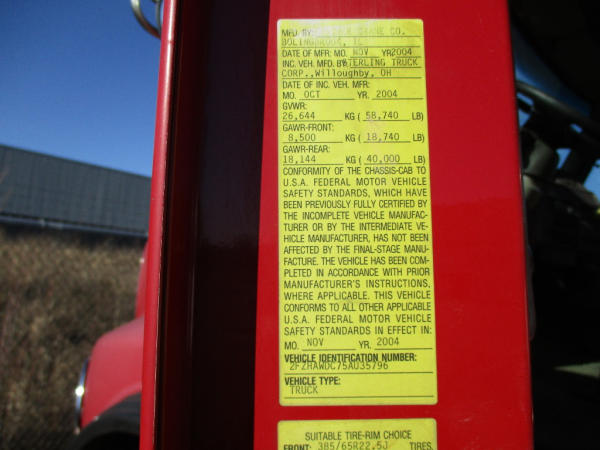 MFG. BY: CRANE CO.
BOLINGBROOK, IL
DATE OF MFR: MO. NOV YR2004
INC. VEH. MFD. BY STERLING TRUCK
CORP.,Willoughby, OH
DATE OF INC. VEH. MFR:
MO. OCT YR. 2004
GVWR:
26,644 KG ( 58,740 LB)
GAWR-FRONT:
8,500 KG ( 18,740 LB)
GAWR-REAR:
18,144 KG ( 40,000 LB)
CONFORMITY OF THE CHASSIS-CAB TO
U.S.A. FEDERAL MOTOR VEHICLE
SAFETY STANDARDS, WHICH HAVE
BEEN PREVIOUSLY FULLY CERTIFIED BY
THE INCOMPLETE VEHICLE MANUFAC-
TURER OR BY THE INTERMEDIATE VE-
HICLE MANUFACTURER, HAS NOT BEEN
AFFECTED BY THE FINAL-STAGE MANU-
FACTURE. THE VEHICLE HAS BEEN COM-
PLETED IN ACCORDANCE WITH PRIOR
MANUFACTURER'S INSTRUCTIONS,
WHERE APPLICABLE. THIS VEHICLE
CONFORMS TO ALL OTHER APPLICABLE
U.S.A. FEDERAL MOTOR VEHICLE
SAFETY STANDARDS IN EFFECT IN:
MO. NOV YR. 2004
VEHICLE IDENTIFICATION NUMBER:
2FZHAWDC75AU35796
VEHICLE TYPE:
TRUCK
SUITABLE TIRE-RIM CHOICE
FRONT: 385/65R22.5J TIRES